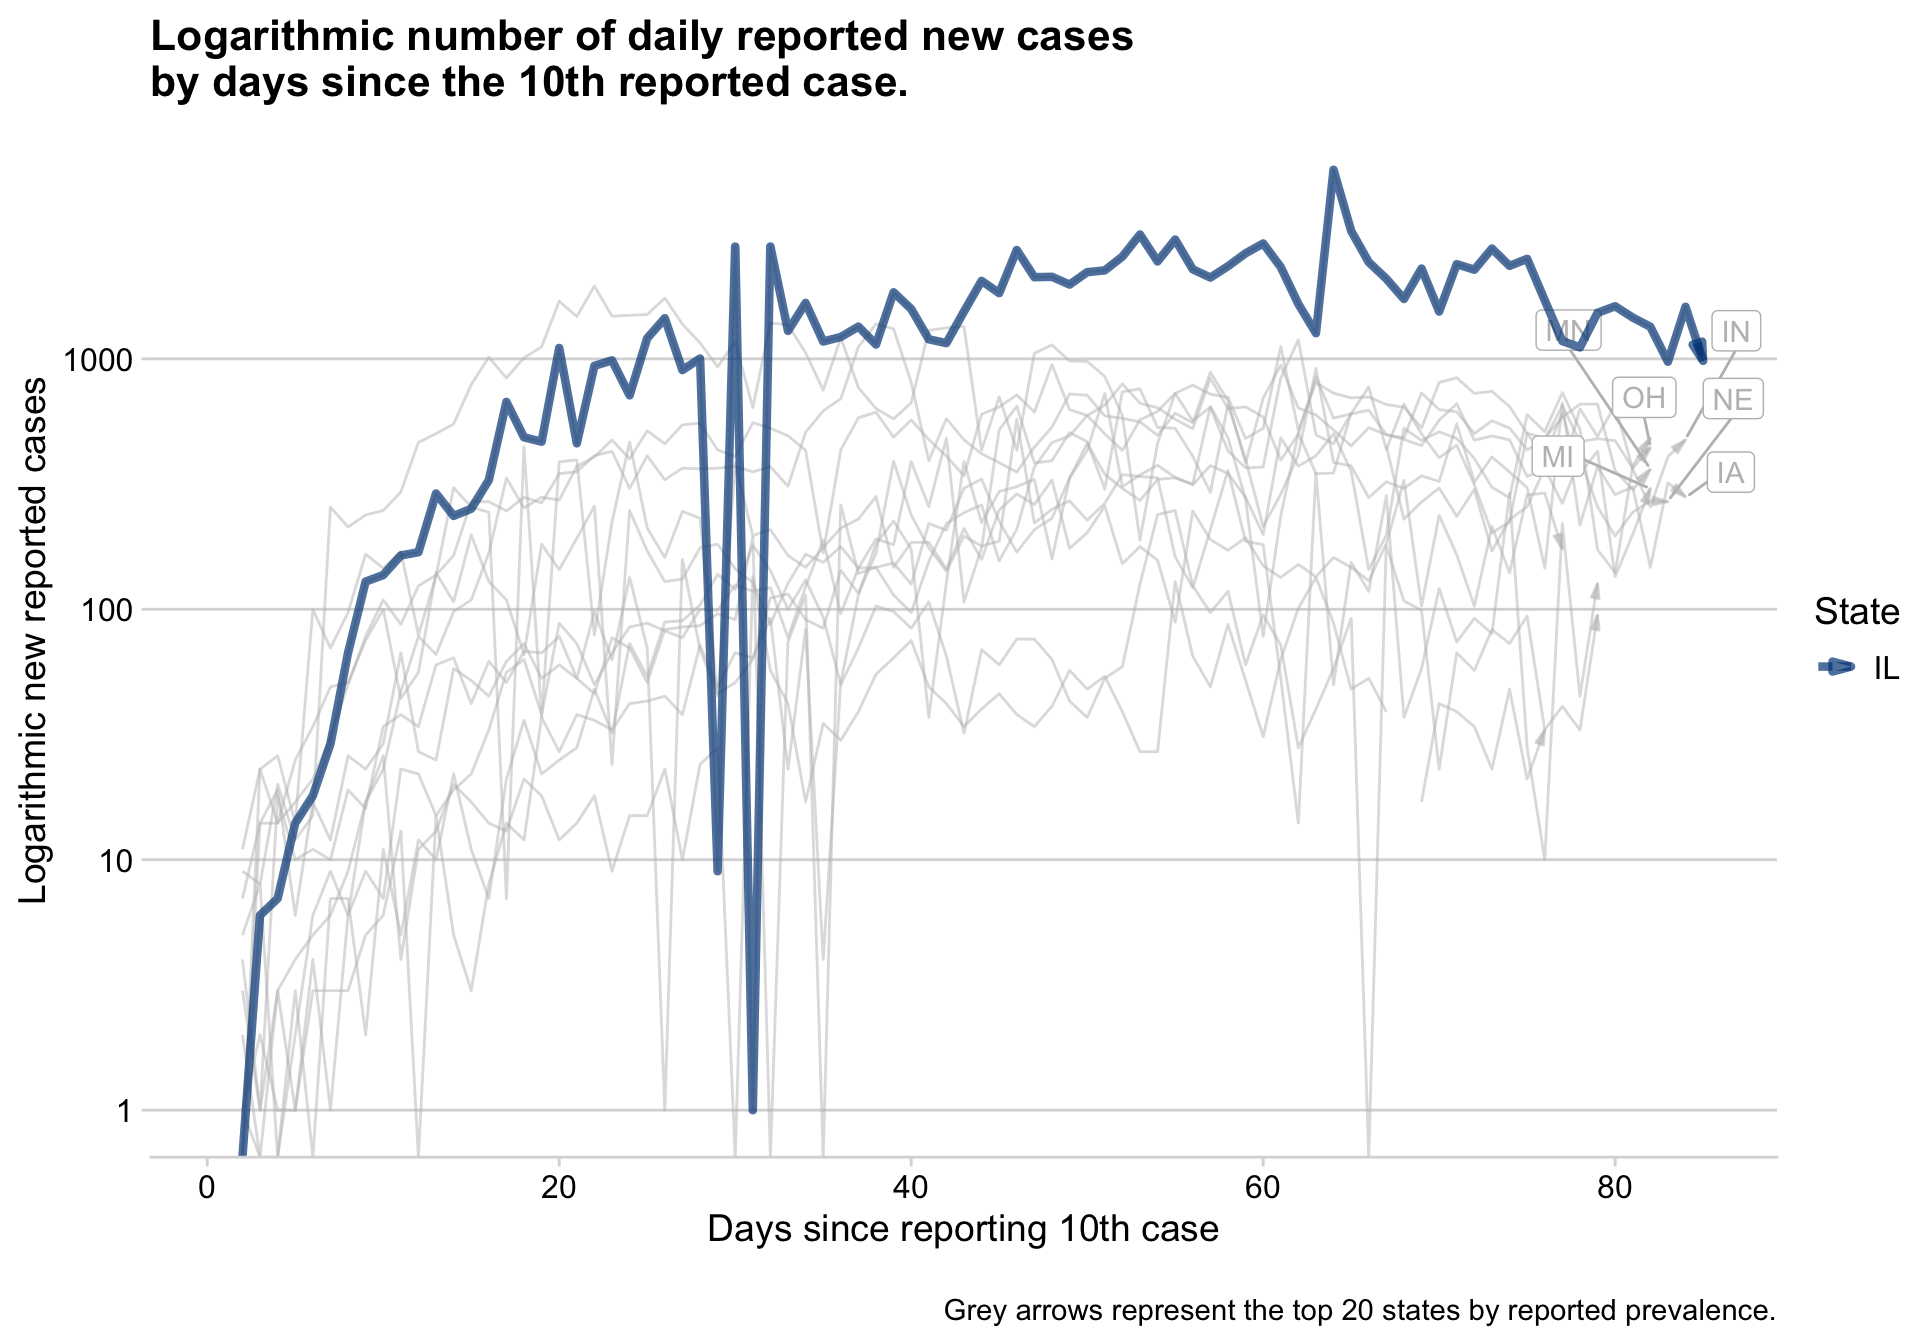 Logarithmic number of daily reported new cases
by days since the 10th reported case.
Logarithmic new reported cases
1000
100
10
1
MN
IN
OH
NE
MI
IA
State
IL
0
20
40
60
80
Days since reporting 10th case
Grey arrows represent the top 20 states by reported prevalence.